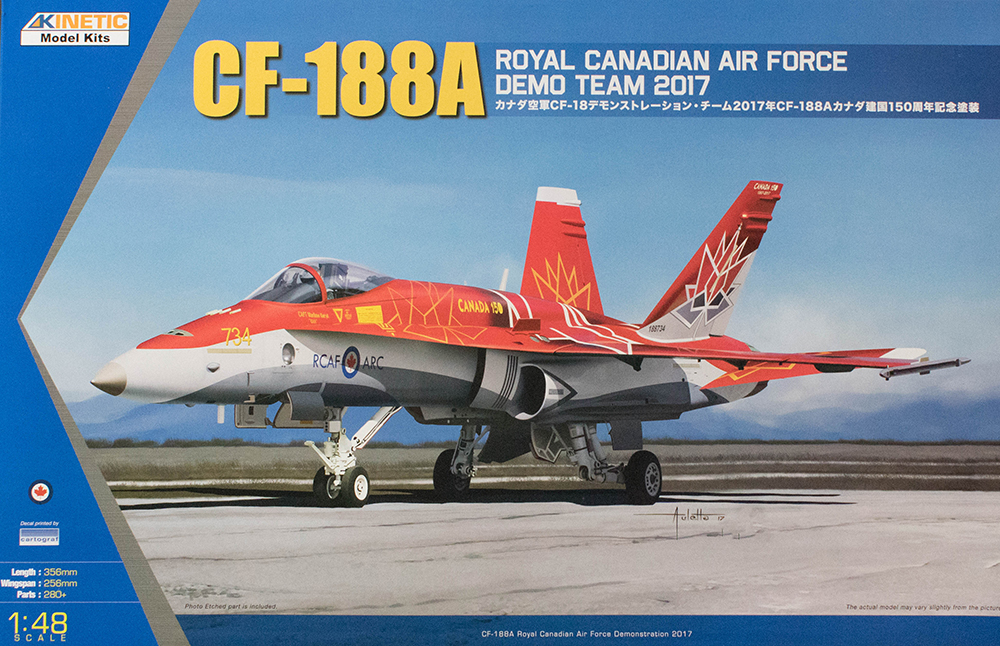 KINETIC
Model Kits
CF-188A
ROYAL CANADIAN AIR FORCE
DEMO TEAM 2017
カナダ空軍CF-18デモンストレーション・チーム2017年CF-188Aカナダ建国150周年記念塗装
CANADA 150
1867-2017
CANADA 150
188734
734
RCAF ARC
Auletta 17
Decal printed by
cartograf
Length : 356mm
Wingspan : 256mm
Parts : 280+
1:48
SCALE
Photo Etched part is included.
The actual model may vary slightly from the pictur
CF-188A Royal Canadian Air Force Demonstration 2017